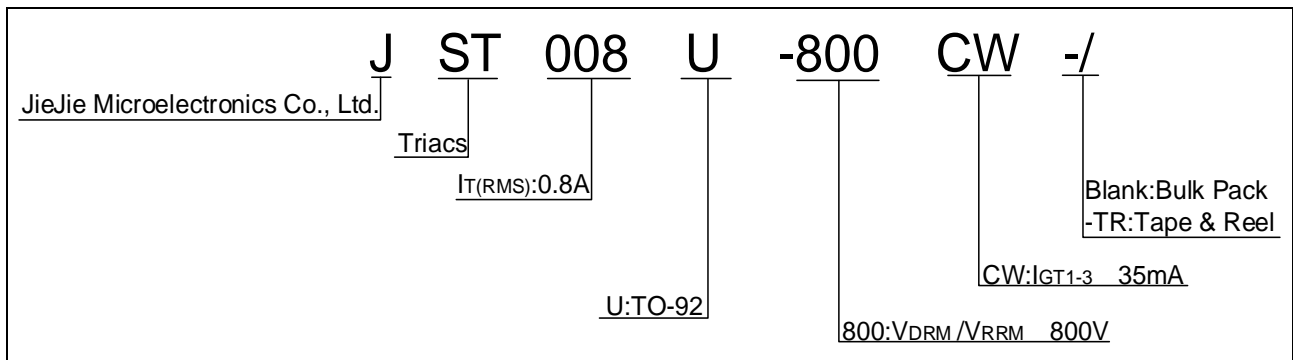 J ST 008 U -800 CW -/
JieJie Microelectronics Co., Ltd.
Triacs
IT(RMS):0.8A
Blank:Bulk Pack
-TR:Tape & Reel
CW:IGT1-3 35mA
U:TO-92
800:VDRM/VRRM 800V